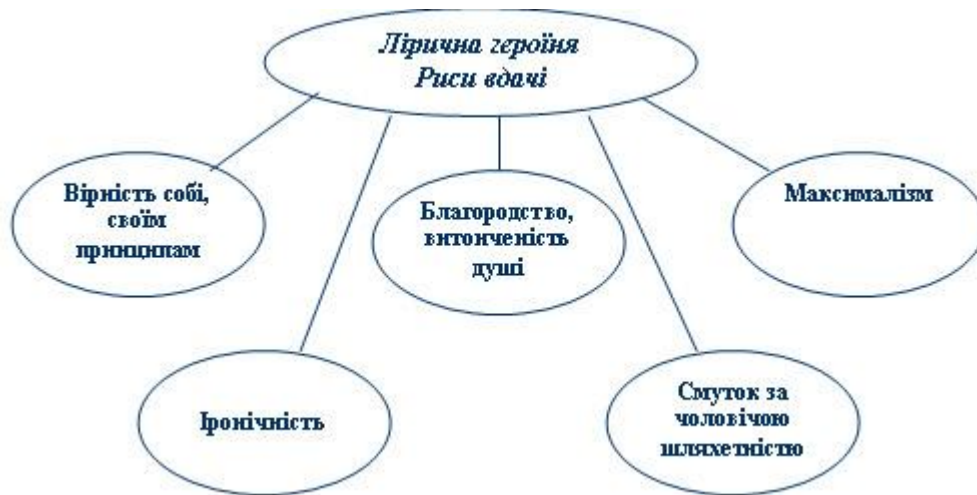 Лірична героїня
Риси вдачі
Вірність собі,
своїм
принципам
Благородство,
витонченість
душі
Максималізм
Іронічність
Смуток за
чоловічою
шляхетністю